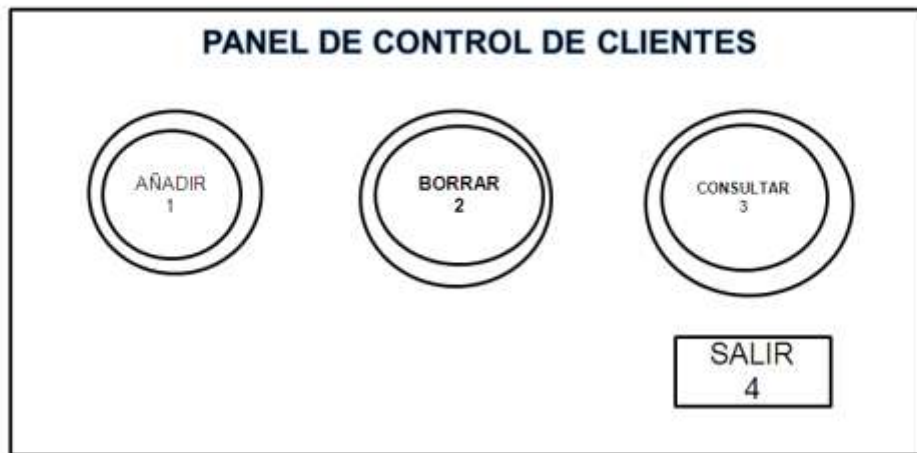 PANEL DE CONTROL DE CLIENTES
AÑADIR
1
BORRAR
2
CONSULTAR
3
SALIR
4